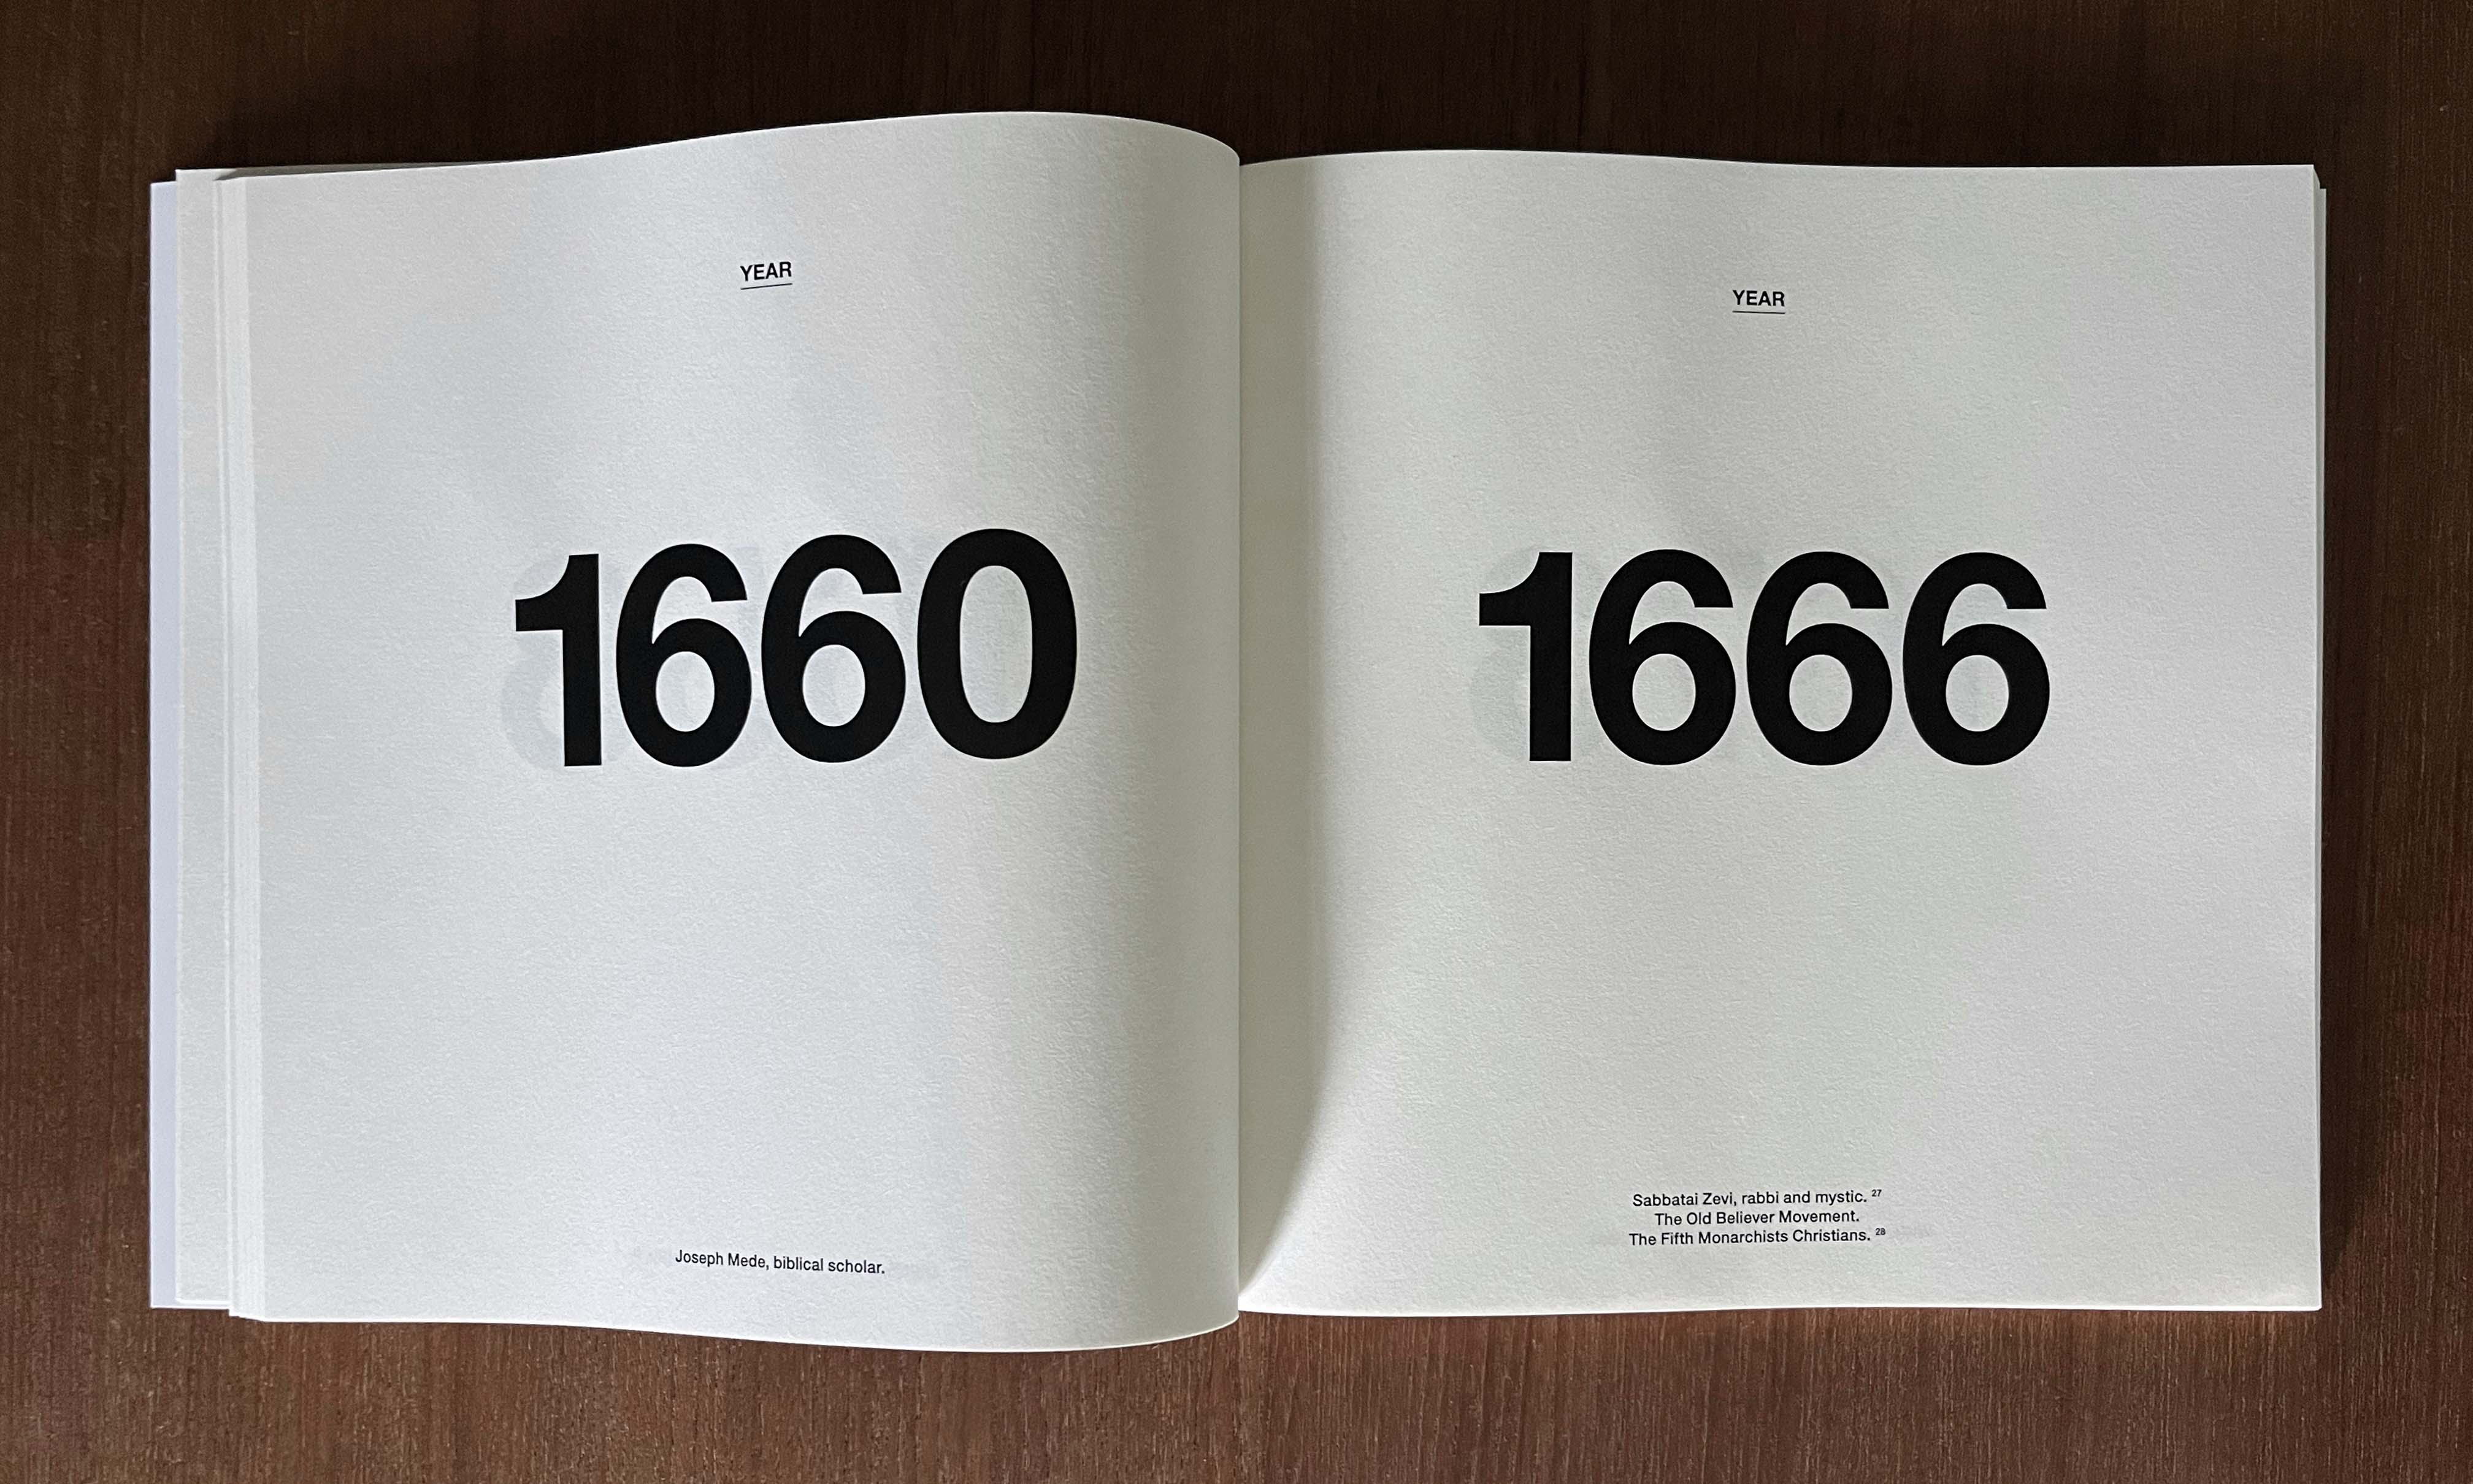 YEAR
1660
Joseph Mede, biblical scholar.
YEAR
1666
Sabbatai Zevi, rabbi and mystic. 27
The Old Believer Movement.
The Fifth Monarchists Christians. 28